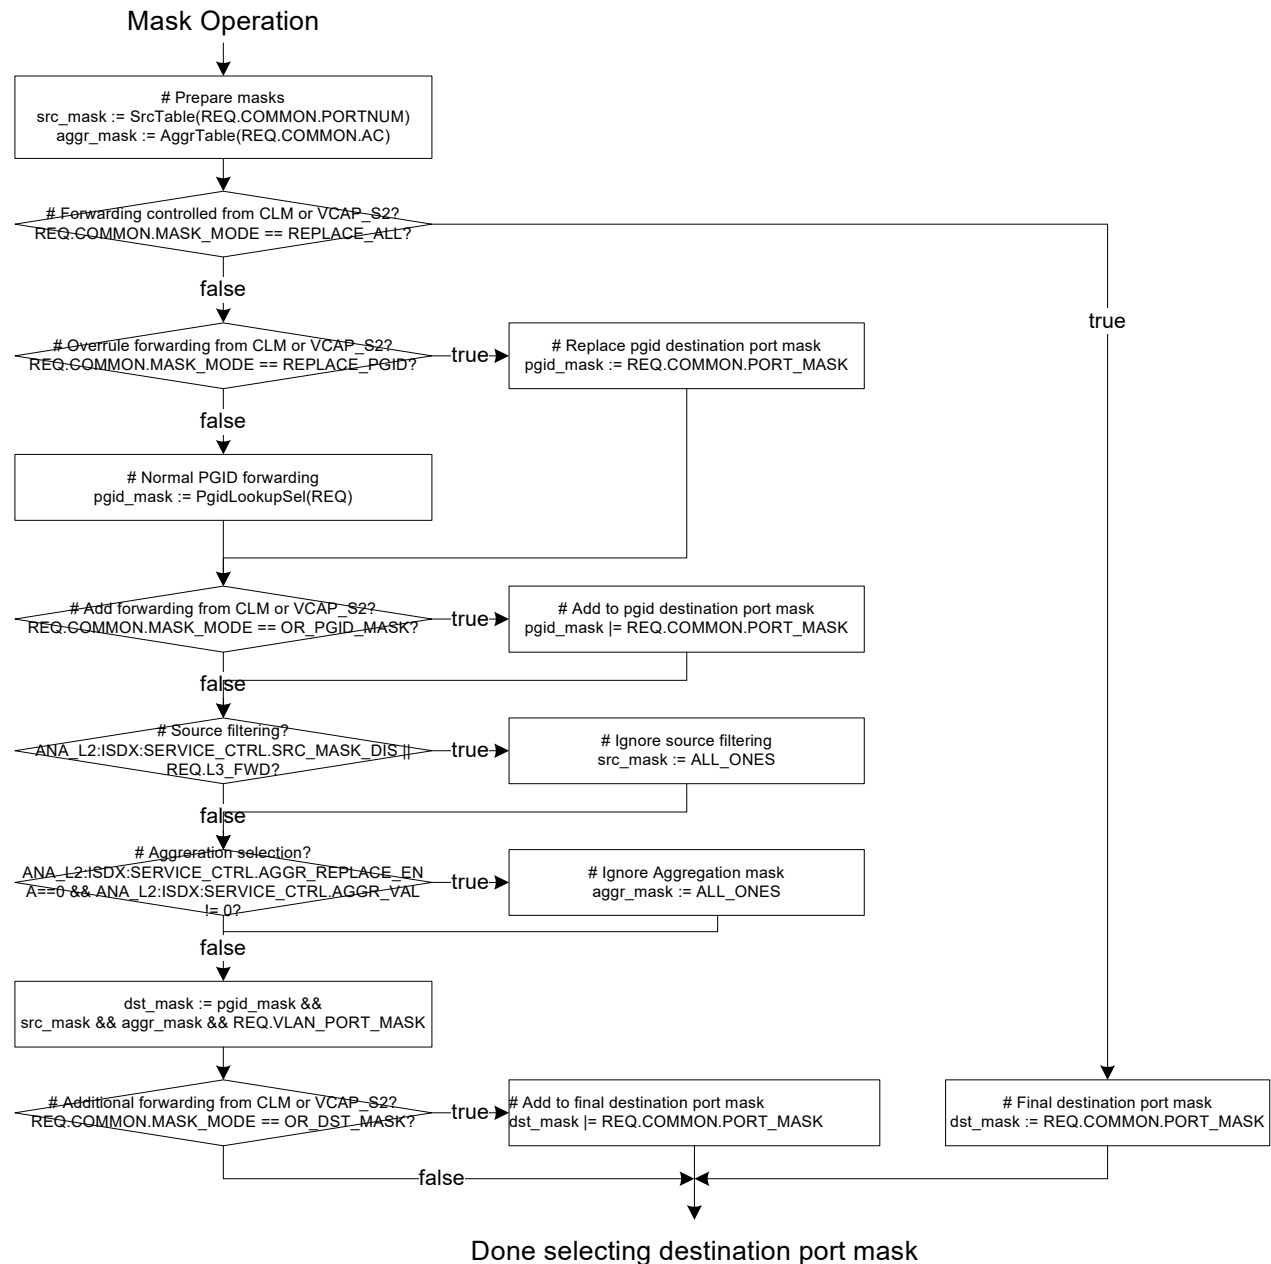 Mask Operation
# Prepare masks
src_mask := SrcTable(REQ.COMMON.PORTNUM)
aggr_mask := AggrTable(REQ.COMMON.AC)
# Forwarding controlled from CLM or VCAP_S2?
REQ.COMMON.MASK_MODE == REPLACE_ALL?
false
true
# Overrule forwarding from CLM or VCAP_S2?
REQ.COMMON.MASK_MODE == REPLACE_PGID?
true
# Replace pgid destination port mask
pgid_mask := REQ.COMMON.PORT_MASK
false
# Normal PGID forwarding
pgid_mask := PgidLookupSel(REQ)
# Add forwarding from CLM or VCAP_S2?
REQ.COMMON.MASK_MODE == OR_PGID_MASK?
true
# Add to pgid destination port mask
pgid_mask |= REQ.COMMON.PORT_MASK
false
# Source filtering?
ANA_L2:ISDX:SERVICE_CTRL.SRC_MASK_DIS ||
REQ.L3_FWD?
true
# Ignore source filtering
src_mask := ALL_ONES
false
# Aggreration selection?
ANA_L2:ISDX:SERVICE_CTRL.AGGR_REPLACE_EN
A==0 && ANA_L2:ISDX:SERVICE_CTRL.AGGR_VAL
!= 0?
true
# Ignore Aggregation mask
aggr_mask := ALL_ONES
false
dst_mask := pgid_mask &&
src_mask && aggr_mask && REQ.VLAN_PORT_MASK
# Additional forwarding from CLM or VCAP_S2?
REQ.COMMON.MASK_MODE == OR_DST_MASK?
true
# Add to final destination port mask
dst_mask |= REQ.COMMON.PORT_MASK
# Final destination port mask
dst_mask := REQ.COMMON.PORT_MASK
false
Done selecting destination port mask